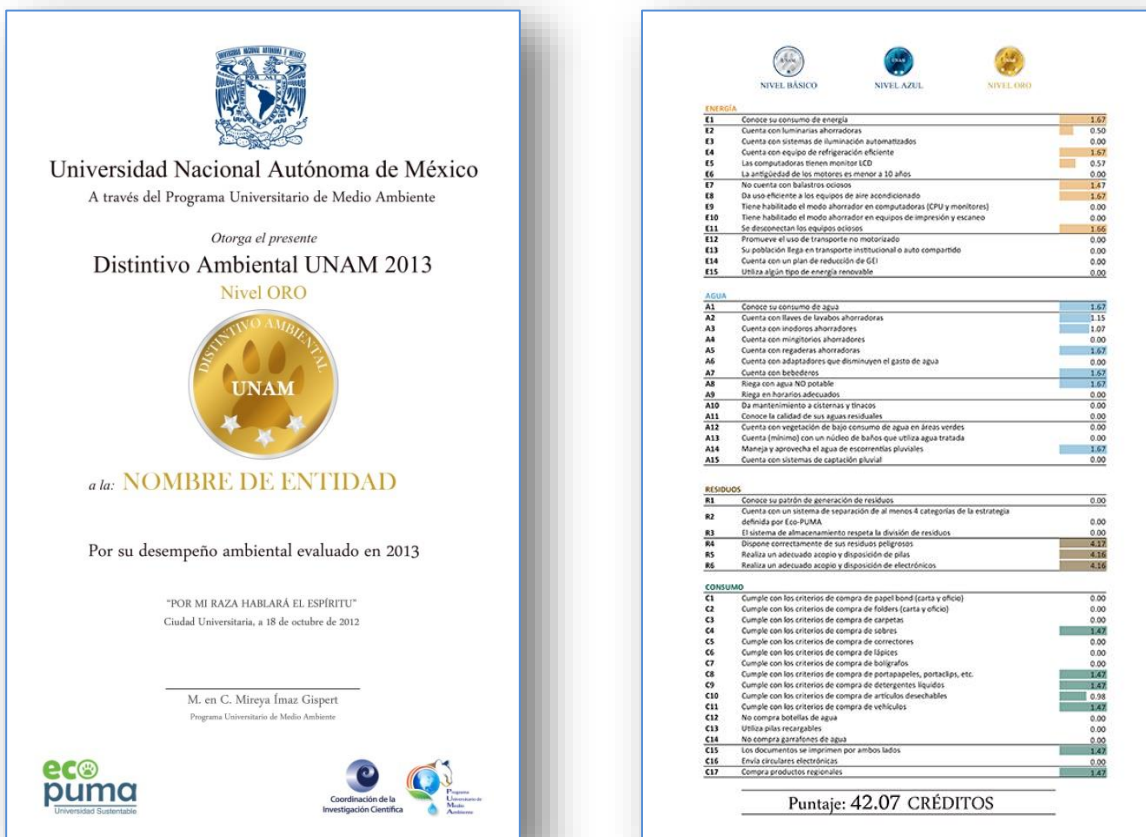 Universidad Nacional Autónoma de México
A través del Programa Universitario de Medio Ambiente
Otorga el presente
Distintivo Ambiental UNAM 2013
Nivel ORO
DISTINTIVO AMBIENTAL
UNAM
a la: NOMBRE DE ENTIDAD
Por su desempeño ambiental evaluado en 2013
"POR MI RAZA HABLARÁ EL ESPÍRITU"
Ciudad Universitaria, a 18 de octubre de 2012
M. en C. Mireya Ímaz Gispert
Programa Universitario de Medio Ambiente
eco
puma
Universidad Sustentable
Coordinación de la
Investigación Científica
Programa
Universitario de
Medio
Ambiente
NIVEL BÁSICO NIVEL AZUL NIVEL ORO
ENERGÍA
E1 Conoce su consumo de energía 1.67
E2 Cuenta con luminarias ahorradoras 0.50
E3 Cuenta con sistemas de iluminación automatizados 0.00
E4 Cuenta con equipo de refrigeración eficiente 1.67
E5 Las computadoras tienen monitor LCD 0.57
E6 La antigüedad de los motores es menor a 10 años 0.00
E7 No cuenta con balastros ociosos 1.47
E8 Da uso eficiente a los equipos de aire acondicionado 1.67
E9 Tiene habilitado el modo ahorrador en computadoras (CPU y monitores) 0.00
E10 Tiene habilitado el modo ahorrador en equipos de impresión y escaneo 0.00
E11 Se desconectan los equipos ociosos 1.66
E12 Promueve el uso de transporte no motorizado 0.00
E13 Su población llega en transporte institucional o auto compartido 0.00
E14 Cuenta con un plan de reducción de GEI 0.00
E15 Utiliza algún tipo de energía renovable 0.00
AGUA
A1 Conoce su consumo de agua 1.67
A2 Cuenta con llaves de lavabos ahorradoras 1.15
A3 Cuenta con inodoros ahorradores 1.07
A4 Cuenta con mingitorios ahorradores 0.00
A5 Cuenta con regaderas ahorradoras 1.67
A6 Cuenta con adaptadores que disminuyen el gasto de agua 0.00
A7 Cuenta con bebederos 1.67
A8 Riega con agua NO potable 1.67
A9 Riega en horarios adecuados 0.00
A10 Da mantenimiento a cisternas y tinacos 0.00
A11 Conoce la calidad de sus aguas residuales 0.00
A12 Cuenta con vegetación de bajo consumo de agua en áreas verdes 0.00
A13 Cuenta (mínimo) con un núcleo de baños que utiliza agua tratada 0.00
A14 Maneja y aprovecha el agua de escorrentías pluviales 1.67
A15 Cuenta con sistemas de captación pluvial 0.00
RESIDUOS
R1 Conoce su patrón de generación de residuos 0.00
R2 Cuenta con un sistema de separación de al menos 4 categorías de la estrategia
definida por Eco-PUMA 0.00
R3 El sistema de almacenamiento respeta la división de residuos 0.00
R4 Dispone correctamente de sus residuos peligrosos 4.17
R5 Realiza un adecuado acopio y disposición de pilas 4.16
R6 Realiza un adecuado acopio y disposición de electrónicos 4.16
CONSUMO
C1 Cumple con los criterios de compra de papel bond (carta y oficio) 0.00
C2 Cumple con los criterios de compra de folders (carta y oficio) 0.00
C3 Cumple con los criterios de compra de carpetas 0.00
C4 Cumple con los criterios de compra de sobres 1.47
C5 Cumple con los criterios de compra de correctores 0.00
C6 Cumple con los criterios de compra de lápices 0.00
C7 Cumple con los criterios de compra de bolígrafos 0.00
C8 Cumple con los criterios de compra de portapapeles, portaclips, etc. 1.47
C9 Cumple con los criterios de compra de detergentes líquidos 1.47
C10 Cumple con los criterios de compra de artículos desechables 0.98
C11 Cumple con los criterios de compra de vehículos 1.47
C12 No compra botellas de agua 0.00
C13 Utiliza pilas recargables 0.00
C14 No compra garrafones de agua 0.00
C15 Los documentos se imprimen por ambos lados 1.47
C16 Envía circulares electrónicas 0.00
C17 Compra productos regionales 1.47
Puntaje: 42.07 CRÉDITOS